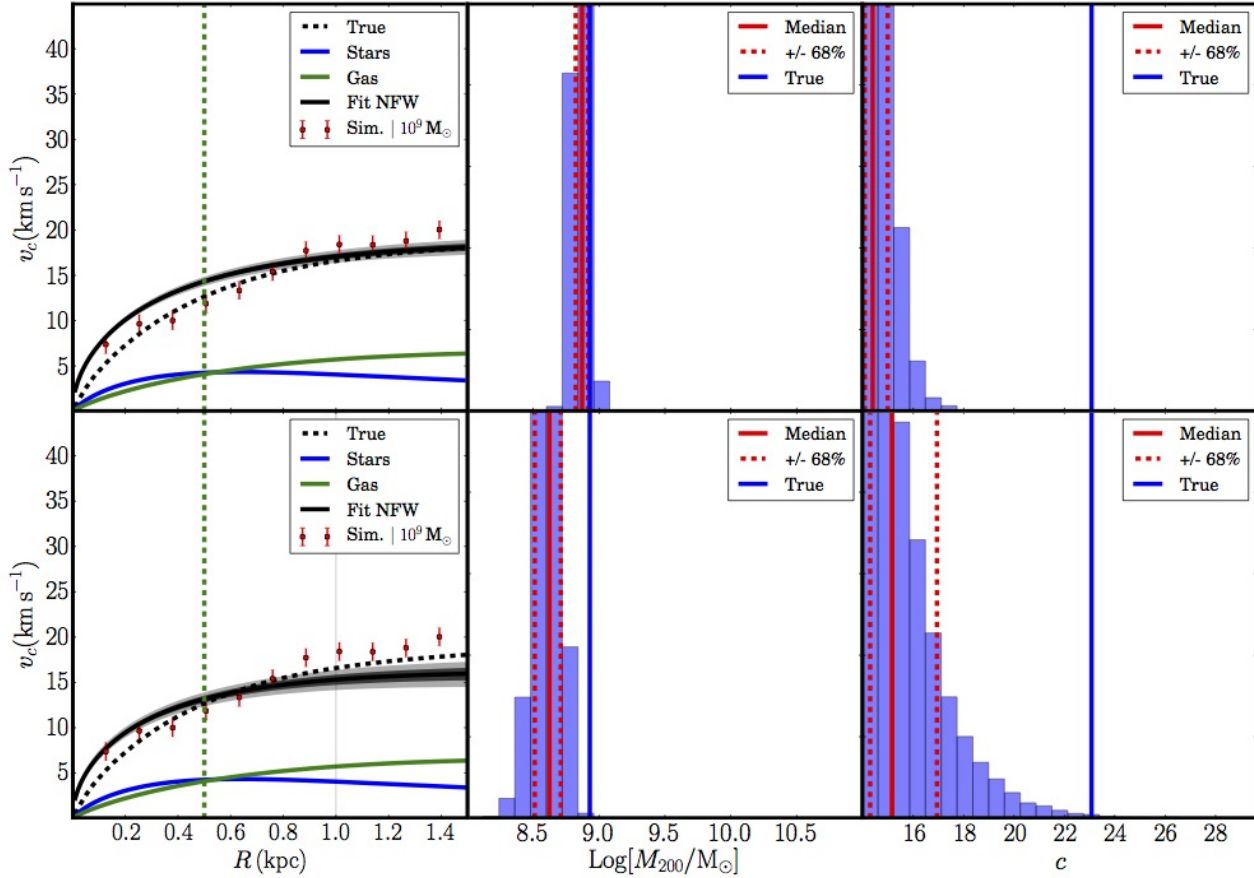 40
35
30
25
20
15
10
5
v_c(km s⁻¹)
True
Stars
Gas
Fit NFW
Sim. | 10⁹ M⊙
Median
+/- 68%
True
Median
+/- 68%
True
40
35
30
25
20
15
10
5
v_c(km s⁻¹)
True
Stars
Gas
Fit NFW
Sim. | 10⁹ M⊙
Median
+/- 68%
True
Median
+/- 68%
True
0.2 0.4 0.6 0.8 1.0 1.2 1.4
R (kpc)
8.5 9.0 9.5 10.0 10.5
Log[M₂₀₀/M⊙]
16 18 20 22 24 26 28
c